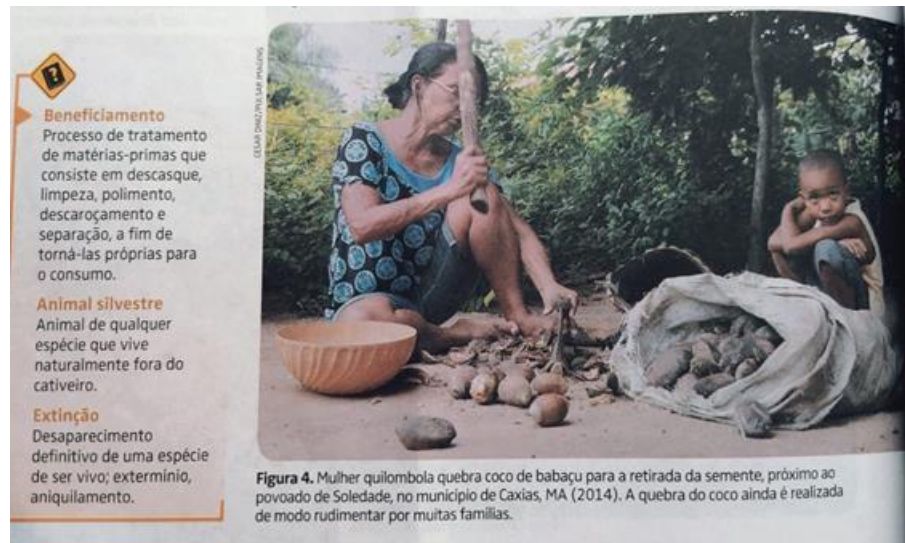 Beneficiamento
Processo de tratamento
de matérias-primas que
consiste em descasque,
limpeza, polimento,
descaroçamento e
separação, a fim de
torná-las próprias para
o consumo.
Animal silvestre
Animal de qualquer
espécie que vive
naturalmente fora do
cativeiro.
Extinção
Desaparecimento
definitivo de uma espécie
de ser vivo; extermínio,
aniquilamento.
CESAR DINIZ/PULSAR IMAGENS
Figura 4. Mulher quilombola quebra coco de babaçu para a retirada da semente, próximo ao
povoado de Soledade, no município de Caxias, MA (2014). A quebra do coco ainda é realizada
de modo rudimentar por muitas famílias.